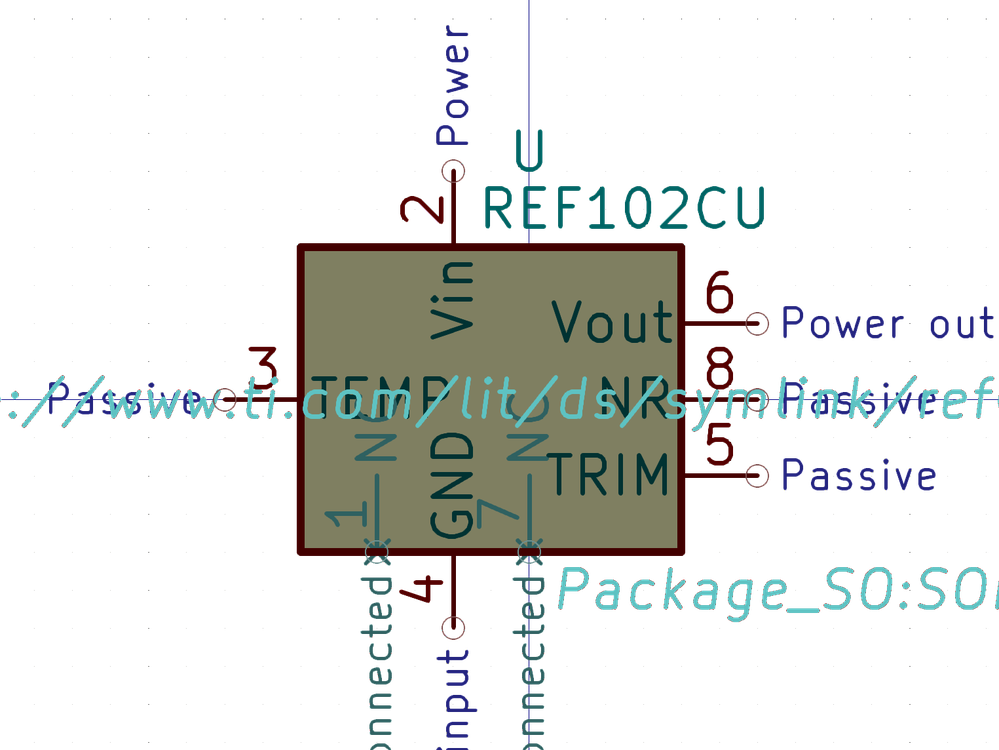 Power
U
2
REF102CU
Vin
6
Vout
Power out
3
8
Passive
TEMP
NR
Passive
://www.ti.com/lit/ds/symlink/ref
NC
NC
5
GND
TRIM
Passive
1
7
4
Package_SO:SOI
onnected
onnected
input